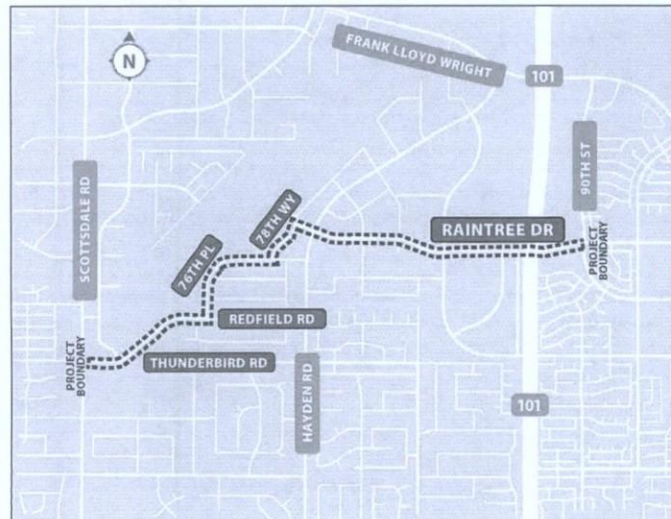 N
FRANK LLOYD WRIGHT
101
SCOTTSDALE RD
90TH ST
78TH WY
RAINTREE DR
76TH PL
PROJECT
BOUNDARY
REDFIELD RD
PROJECT
BOUNDARY
THUNDERBIRD RD
HAYDEN RD
101